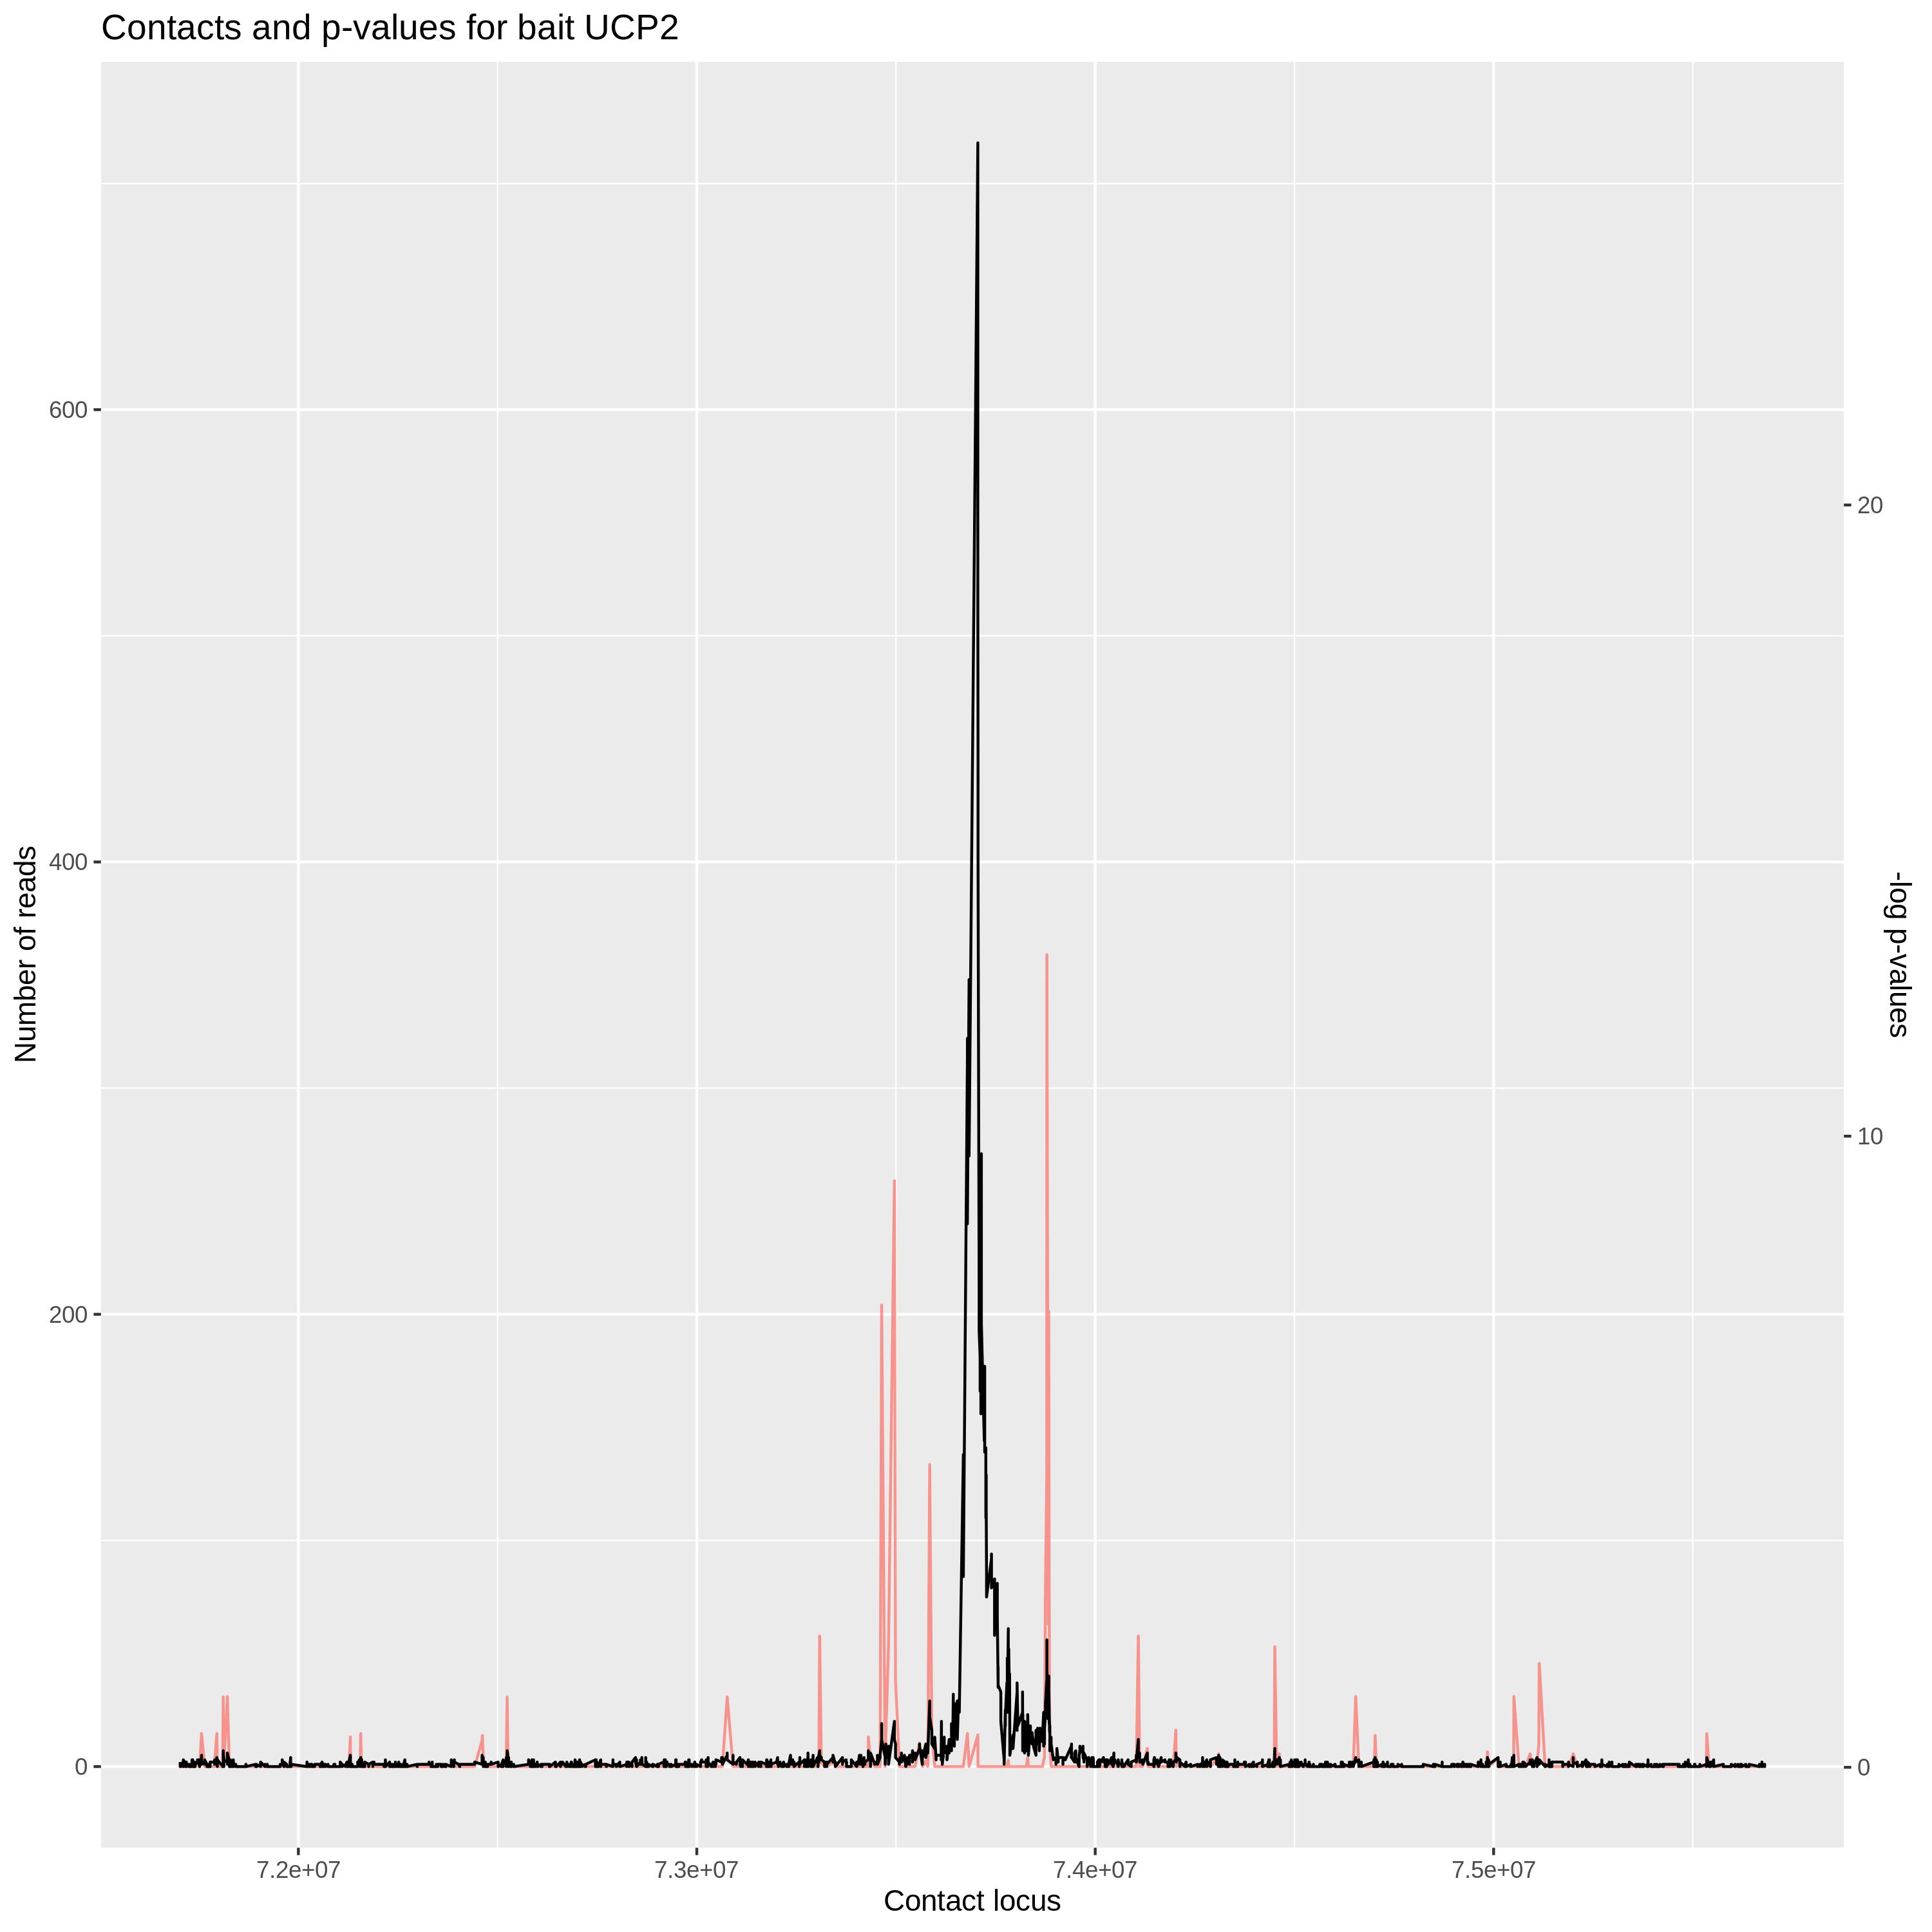 Contacts and p-values for bait UCP2
Number of reads
600
400
200
0
20
10
0
-log p-values
7.2e+07
7.3e+07
7.4e+07
7.5e+07
Contact locus